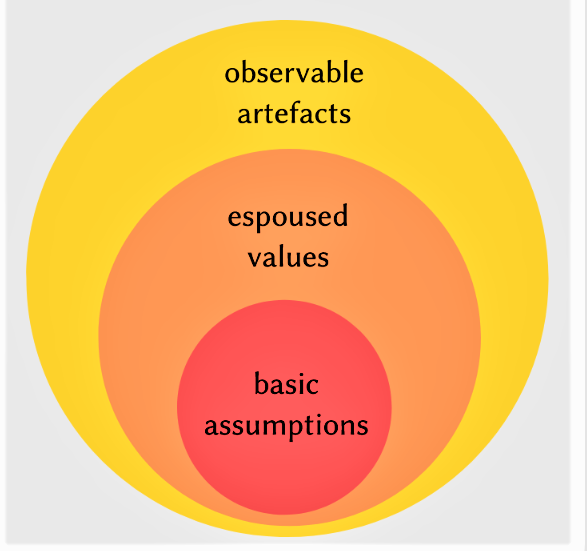 observable
artefacts
espoused
values
basic
assumptions